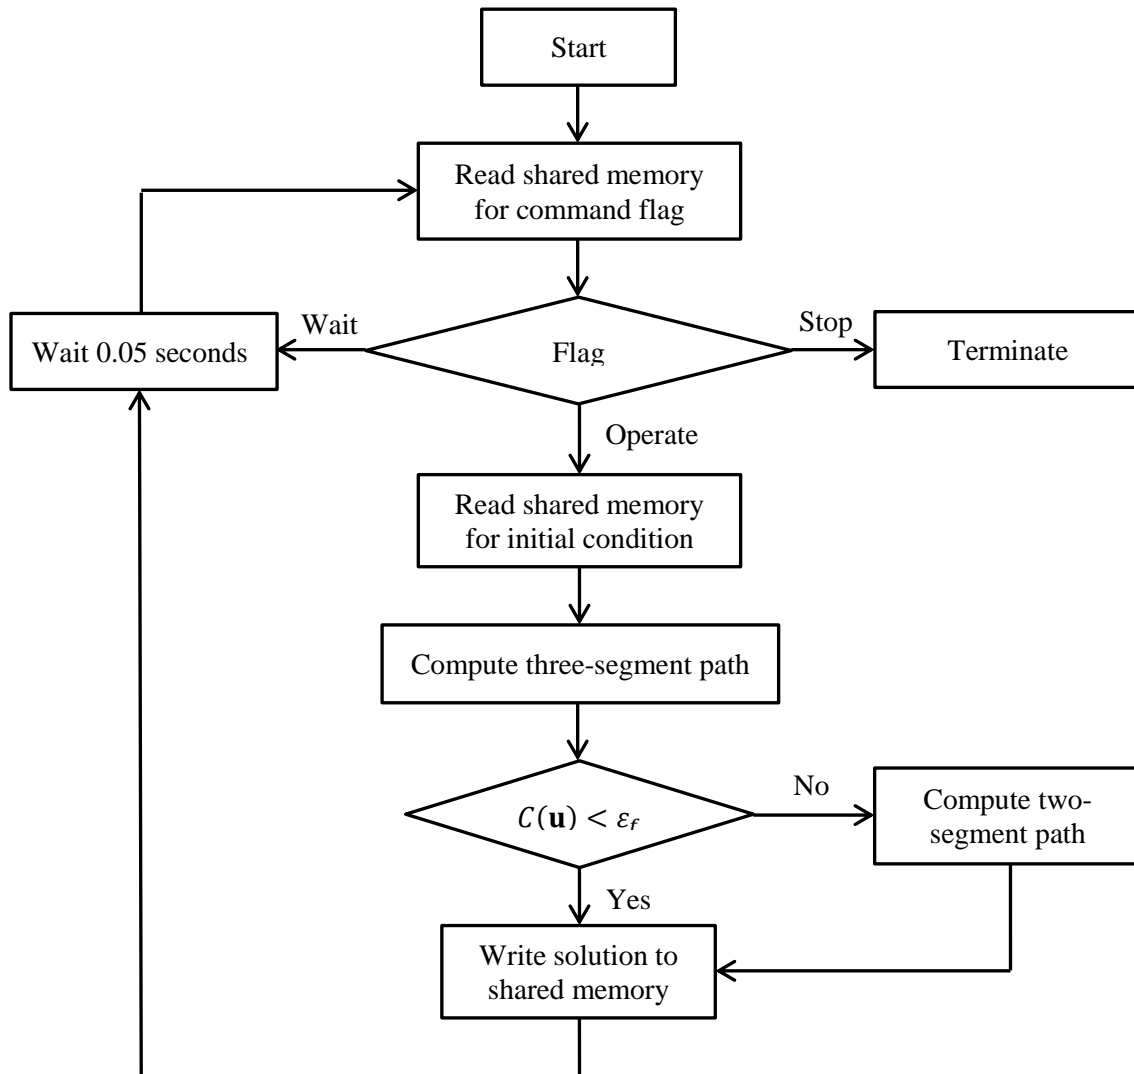 Start
Read shared memory
for command flag
Wait
Stop
Wait 0.05 seconds
Flag
Terminate
Operate
Read shared memory
for initial condition
Compute three-segment path
No
C(𝐮) < ε_f
Compute two-
segment path
Yes
Write solution to
shared memory